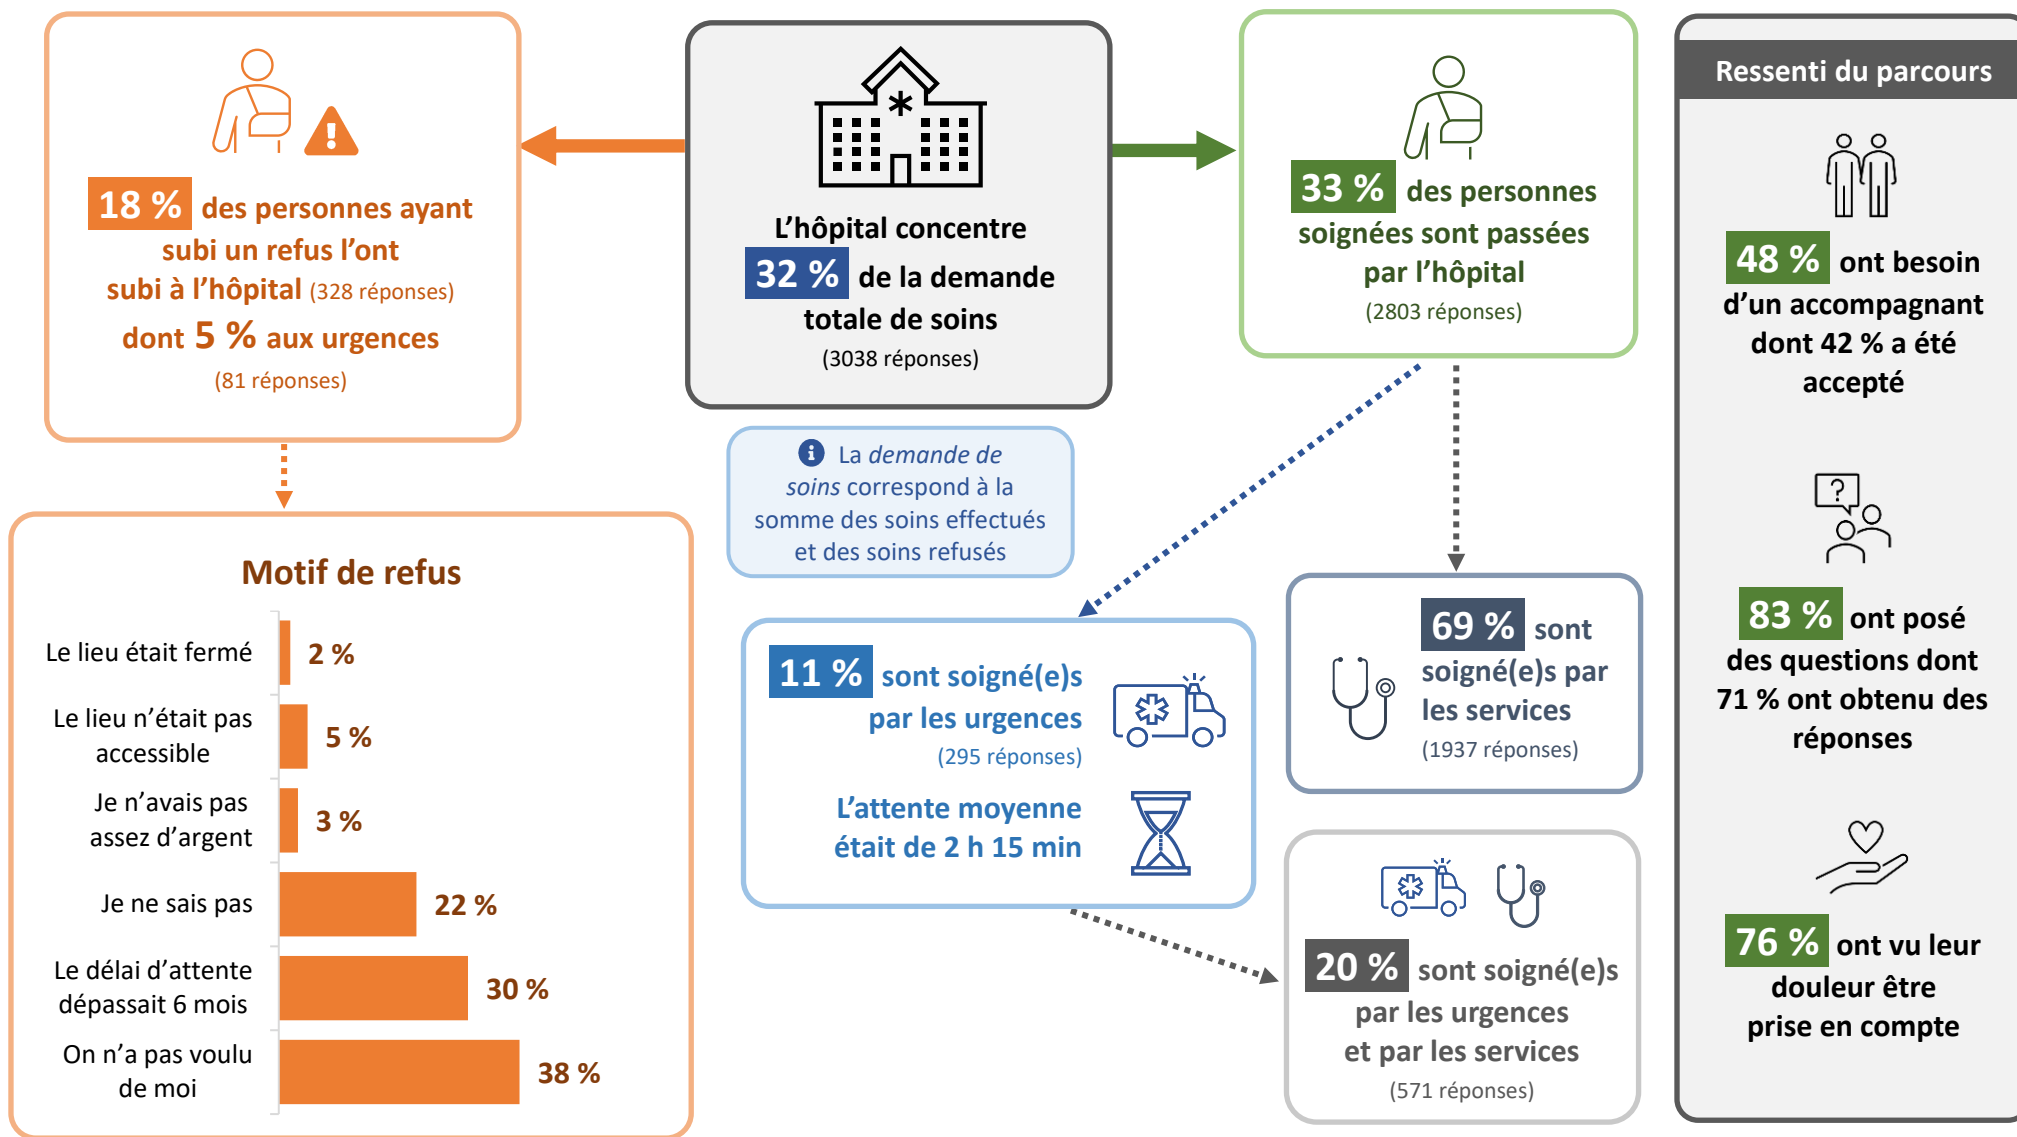 18 % des personnes ayant
subi un refus l’ont
subi à l’hôpital (328 réponses)
dont 5 % aux urgences
(81 réponses)
L’hôpital concentre
32 % de la demande
totale de soins
(3038 réponses)
33 % des personnes
soignées sont passées
par l’hôpital
(2803 réponses)
La demande de
soins correspond à la
somme des soins effectués
et des soins refusés
Motif de refus
Le lieu était fermé
2 %
Le lieu n’était pas
accessible
5 %
Je n’avais pas
assez d’argent
3 %
Je ne sais pas
22 %
Le délai d’attente
dépassait 6 mois
30 %
On n’a pas voulu
de moi
38 %
11 % sont soigné(e)s
par les urgences
(295 réponses)
L’attente moyenne
était de 2 h 15 min
69 % sont
soigné(e)s par
les services
(1937 réponses)
20 % sont soigné(e)s
par les urgences
et par les services
(571 réponses)
Ressenti du parcours
48 % ont besoin
d’un accompagnant
dont 42 % a été
accepté
?
83 % ont posé
des questions dont
71 % ont obtenu des
réponses
76 % ont vu leur
douleur être
prise en compte